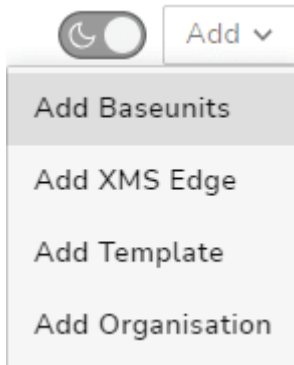 Add
Add Baseunits
Add XMS Edge
Add Template
Add Organisation